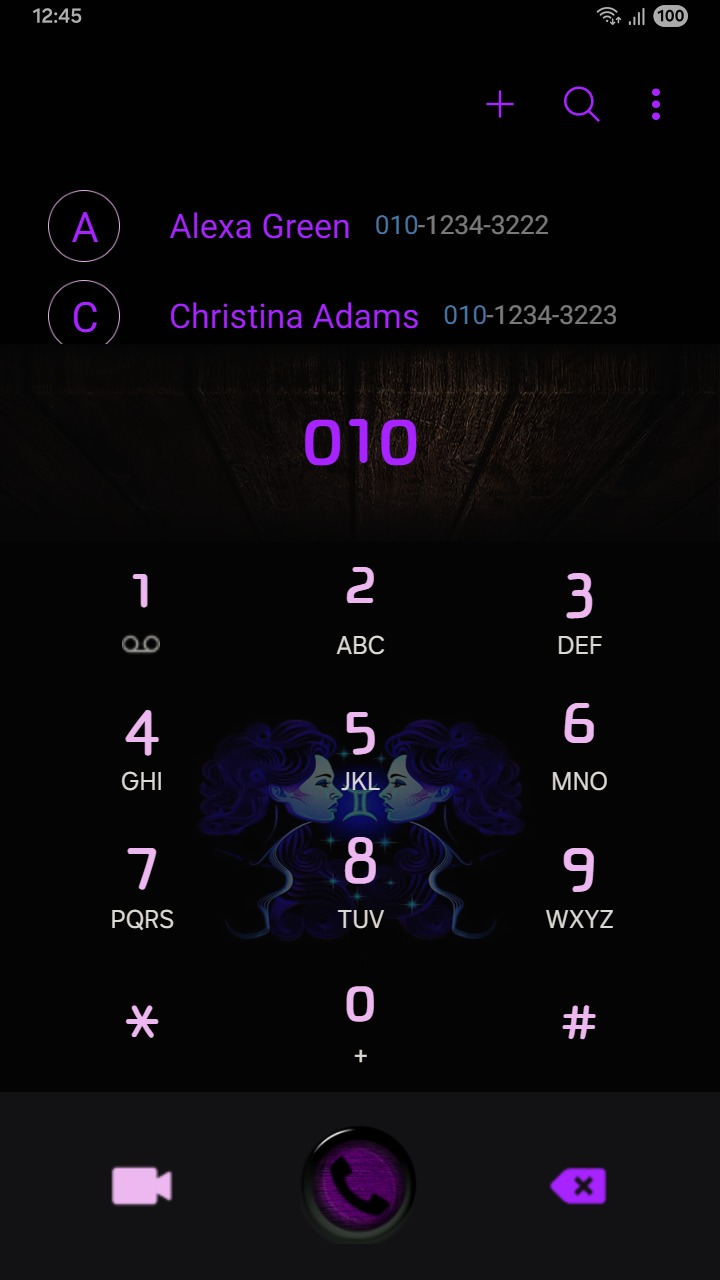 12:45 100
A Alexa Green 010-1234-3222
C Christina Adams 010-1234-3223
010
1 2 3
ABC DEF
4 5 6
GHI JKL MNO
7 8 9
PQRS TUV WXYZ
* 0 #
+